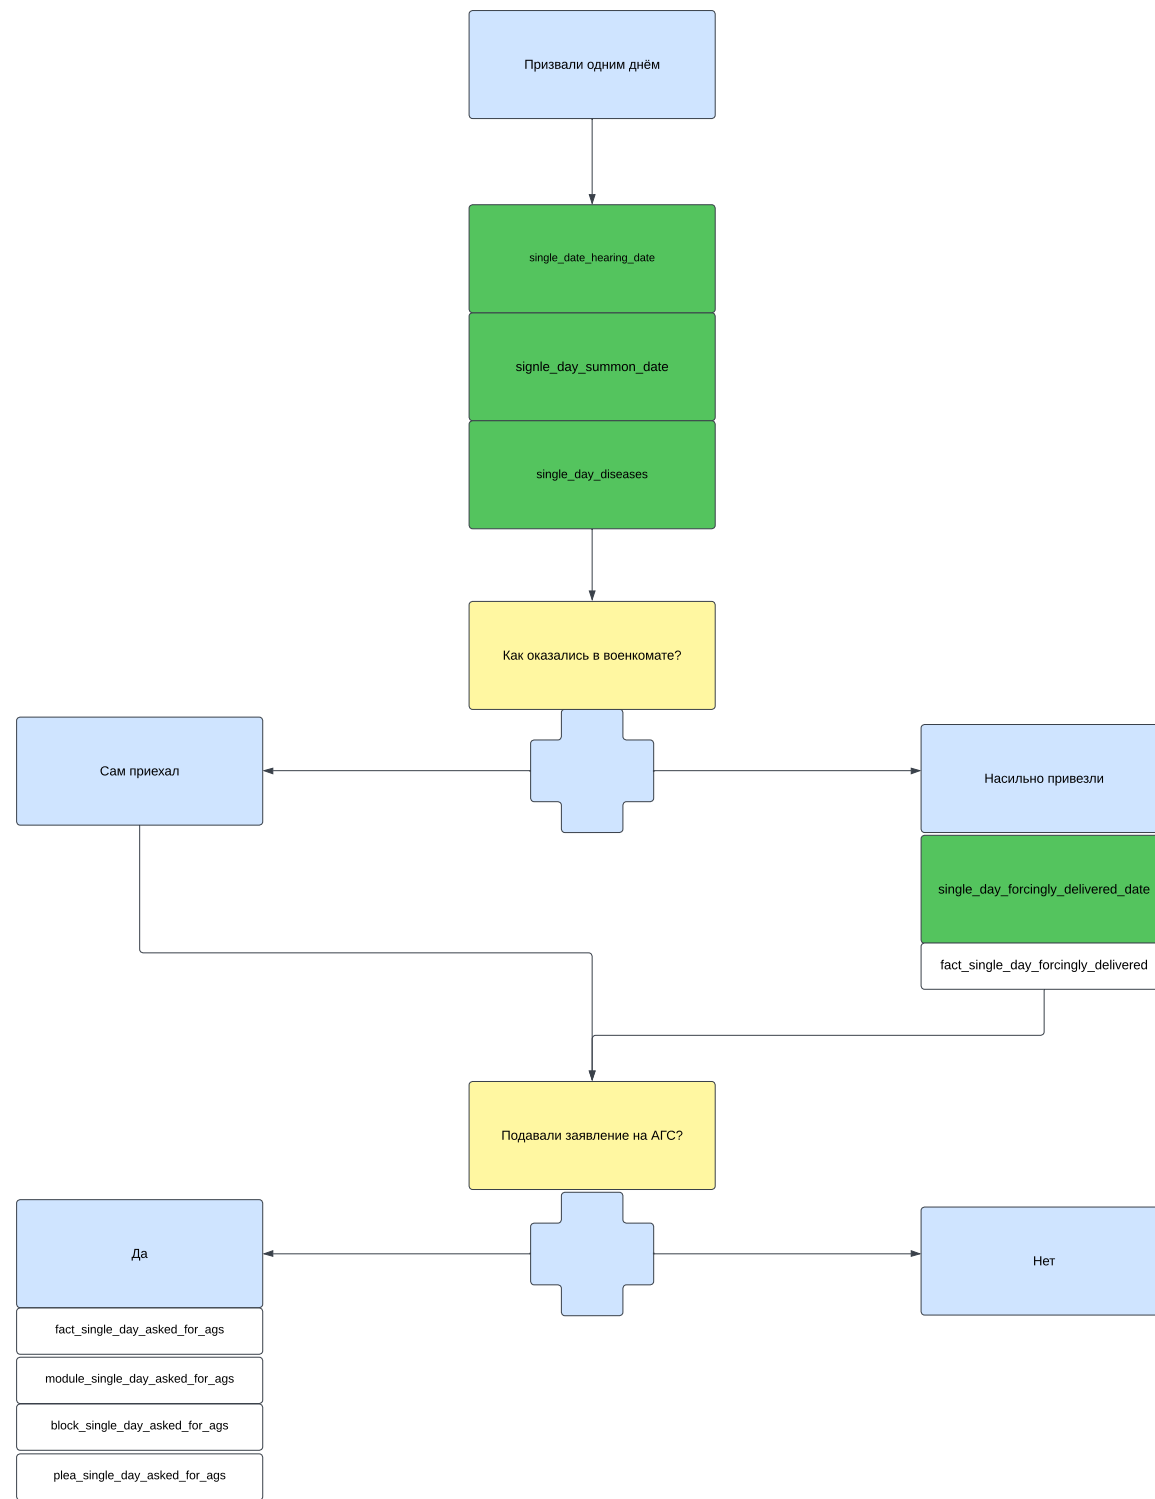 Призвали одним днём
single_date_hearing_date
signle_day_summon_date
single_day_diseases
Как оказались в военкомате?
Сам приехал
Насильно привезли
single_day_forcingly_delivered_date
fact_single_day_forcingly_delivered
Подавали заявление на АГС?
Да
Нет
fact_single_day_asked_for_ags
module_single_day_asked_for_ags
block_single_day_asked_for_ags
plea_single_day_asked_for_ags